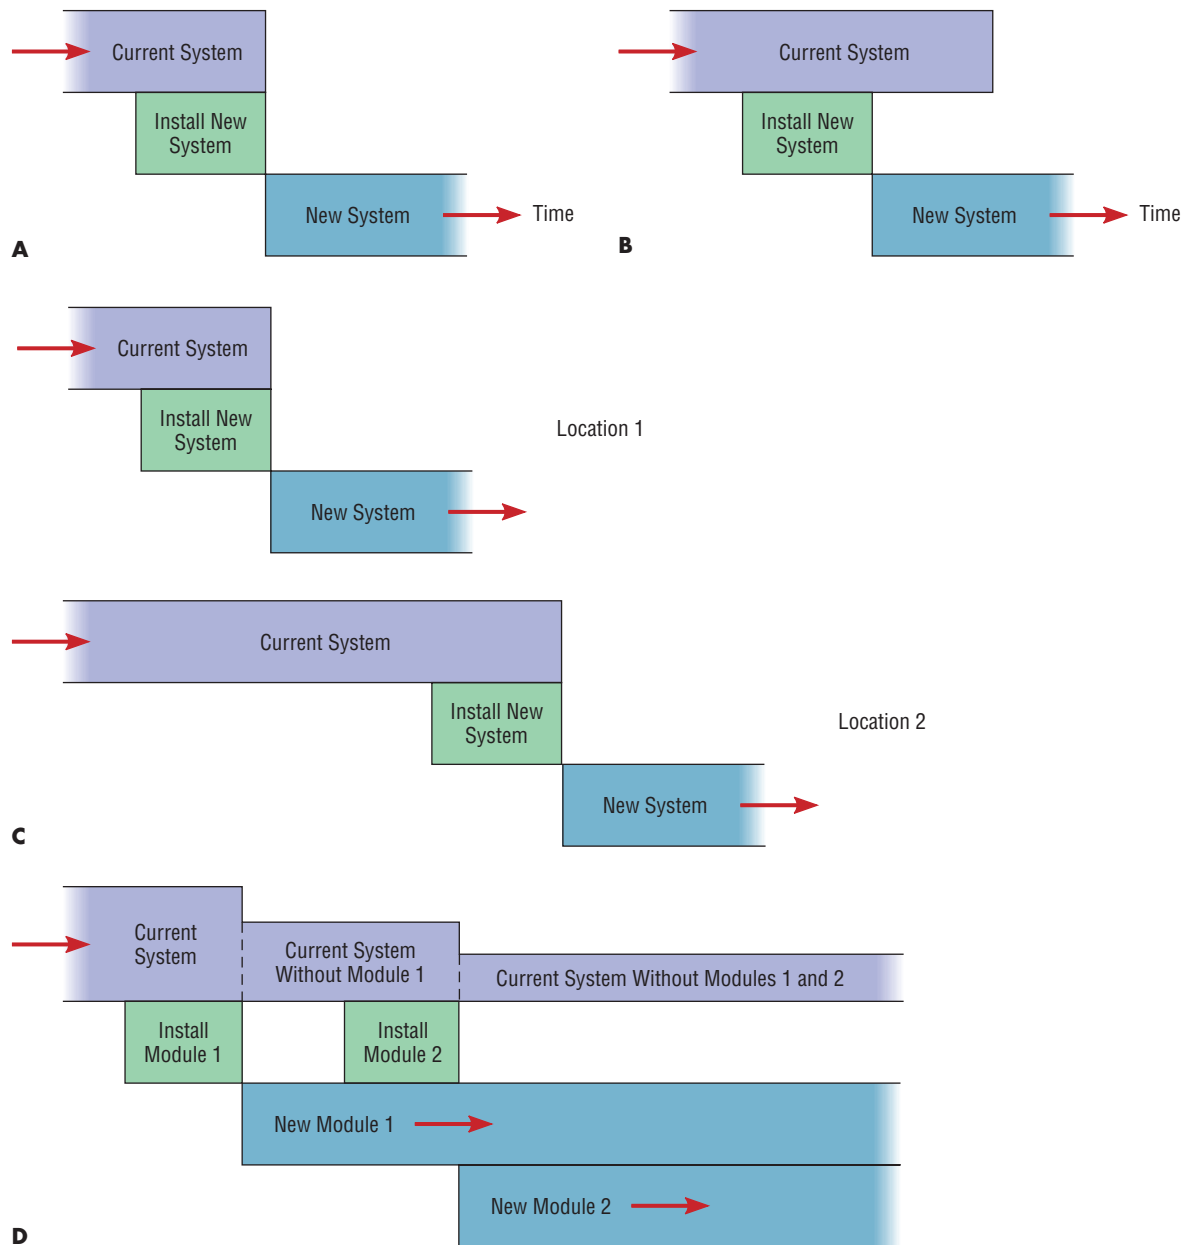 Current System
Install New
System
New System
Time
A
Current System
Install New
System
New System
Time
B
Current System
Install New
System
Location 1
New System
Current System
Install New
System
Location 2
New System
C
Current
System
Current System
Without Module 1
Current System Without Modules 1 and 2
Install
Module 1
Install
Module 2
New Module 1
New Module 2
D